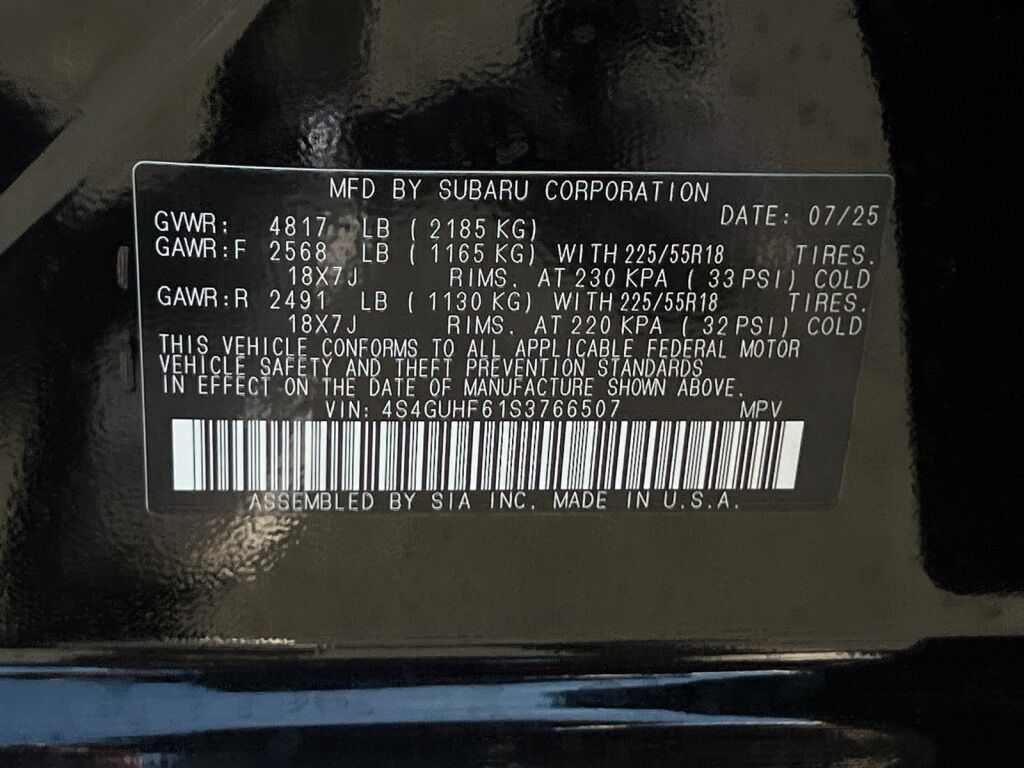 MFD BY SUBARU CORPORATION
DATE: 07/25
GVWR: 4817 LB ( 2185 KG)
GAWR:F 2568 LB ( 1165 KG) WITH 225/55R18 TIRES.
18X7J RIMS. AT 230 KPA ( 33 PSI) COLD
GAWR:R 2491 LB ( 1130 KG) WITH 225/55R18 TIRES.
18X7J RIMS. AT 220 KPA ( 32 PSI) COLD
THIS VEHICLE CONFORMS TO ALL APPLICABLE FEDERAL MOTOR
VEHICLE SAFETY AND THEFT PREVENTION STANDARDS
IN EFFECT ON THE DATE OF MANUFACTURE SHOWN ABOVE.
VIN: 4S4GUHF61S3766507 MPV
ASSEMBLED BY SIA INC. MADE IN U.S.A.